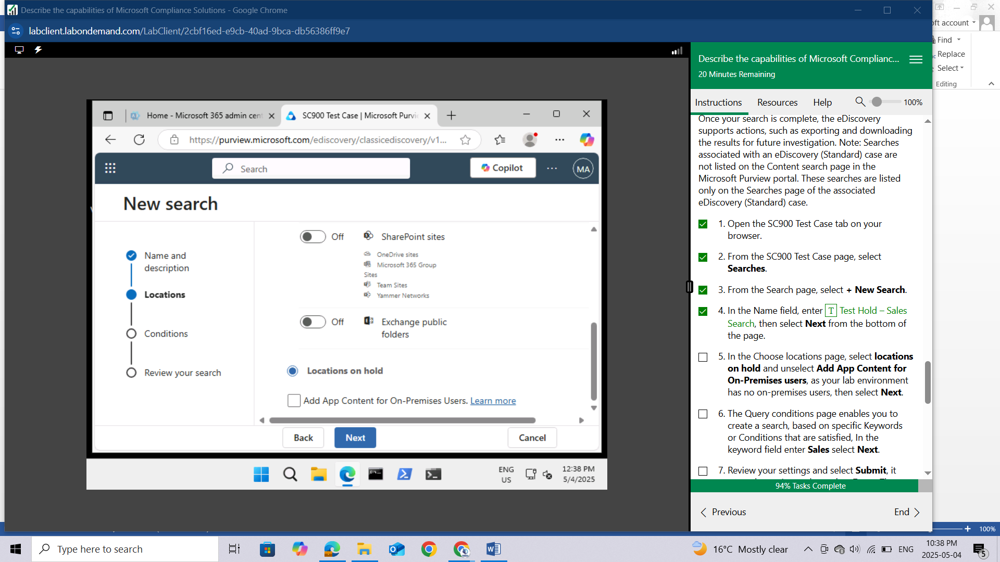 Describe the capabilities of Microsoft Compliance Solutions - Google Chrome
labclient.labondemand.com/LabClient/2cbf16ed-e9cb-40ad-9bca-db56386ff9e7
oft account
Find
Replace
Select
Editing
Home - Microsoft 365 admin cent
SC900 Test Case | Microsoft Purvi
https://purview.microsoft.com/ediscovery/classicediscovery/v1...
Search
Copilot
MA
New search
Name and
description
Locations
Conditions
Review your search
Off
SharePoint sites
OneDrive sites
Microsoft 365 Group
Sites
Team Sites
Yammer Networks
Off
Exchange public
folders
Locations on hold
Add App Content for On-Premises Users. Learn more
Back
Next
Cancel
ENG
US
12:38 PM
5/4/2025
Describe the capabilities of Microsoft Complianc...
20 Minutes Remaining
Instructions
Resources
Help
100%
Once your search is complete, the eDiscovery
supports actions, such as exporting and downloading
the results for future investigation. Note: Searches
associated with an eDiscovery (Standard) case are
not listed on the Content search page in the
Microsoft Purview portal. These searches are listed
only on the Searches page of the associated
eDiscovery (Standard) case.
1. Open the SC900 Test Case tab on your
browser.
2. From the SC900 Test Case page, select
Searches.
3. From the Search page, select + New Search.
4. In the Name field, enter T Test Hold – Sales
Search, then select Next from the bottom of
the page.
5. In the Choose locations page, select locations
on hold and unselect Add App Content for
On-Premises users, as your lab environment
has no on-premises users, then select Next.
6. The Query conditions page enables you to
create a search, based on specific Keywords
or Conditions that are satisfied, In the
keyword field enter Sales select Next.
7. Review your settings and select Submit, it
94% Tasks Complete
Previous
End
100%
Type here to search
16°C Mostly clear
ENG
10:38 PM
2025-05-04
5